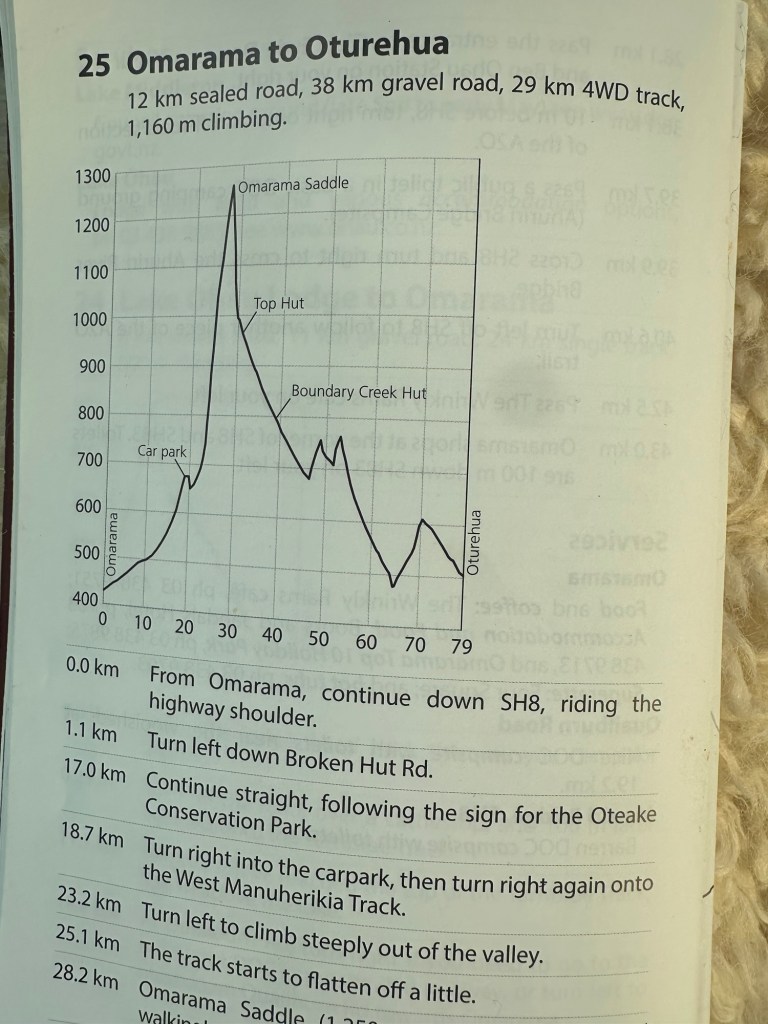 25 Omarama to Oturehua
12 km sealed road, 38 km gravel road, 29 km 4WD track,
1,160 m climbing.
1300
Omarama Saddle
1200
1100
Top Hut
1000
900
Boundary Creek Hut
800
Car park
700
600
Omarama
Oturehua
500
400
0 10 20 30 40 50 60 70 79
0.0 km From Omarama, continue down SH8, riding the
highway shoulder.
1.1 km Turn left down Broken Hut Rd.
17.0 km Continue straight, following the sign for the Oteake
Conservation Park.
18.7 km Turn right into the carpark, then turn right again onto
the West Manuherikia Track.
23.2 km Turn left to climb steeply out of the valley.
25.1 km The track starts to flatten off a little.
28.2 km Omarama Saddle